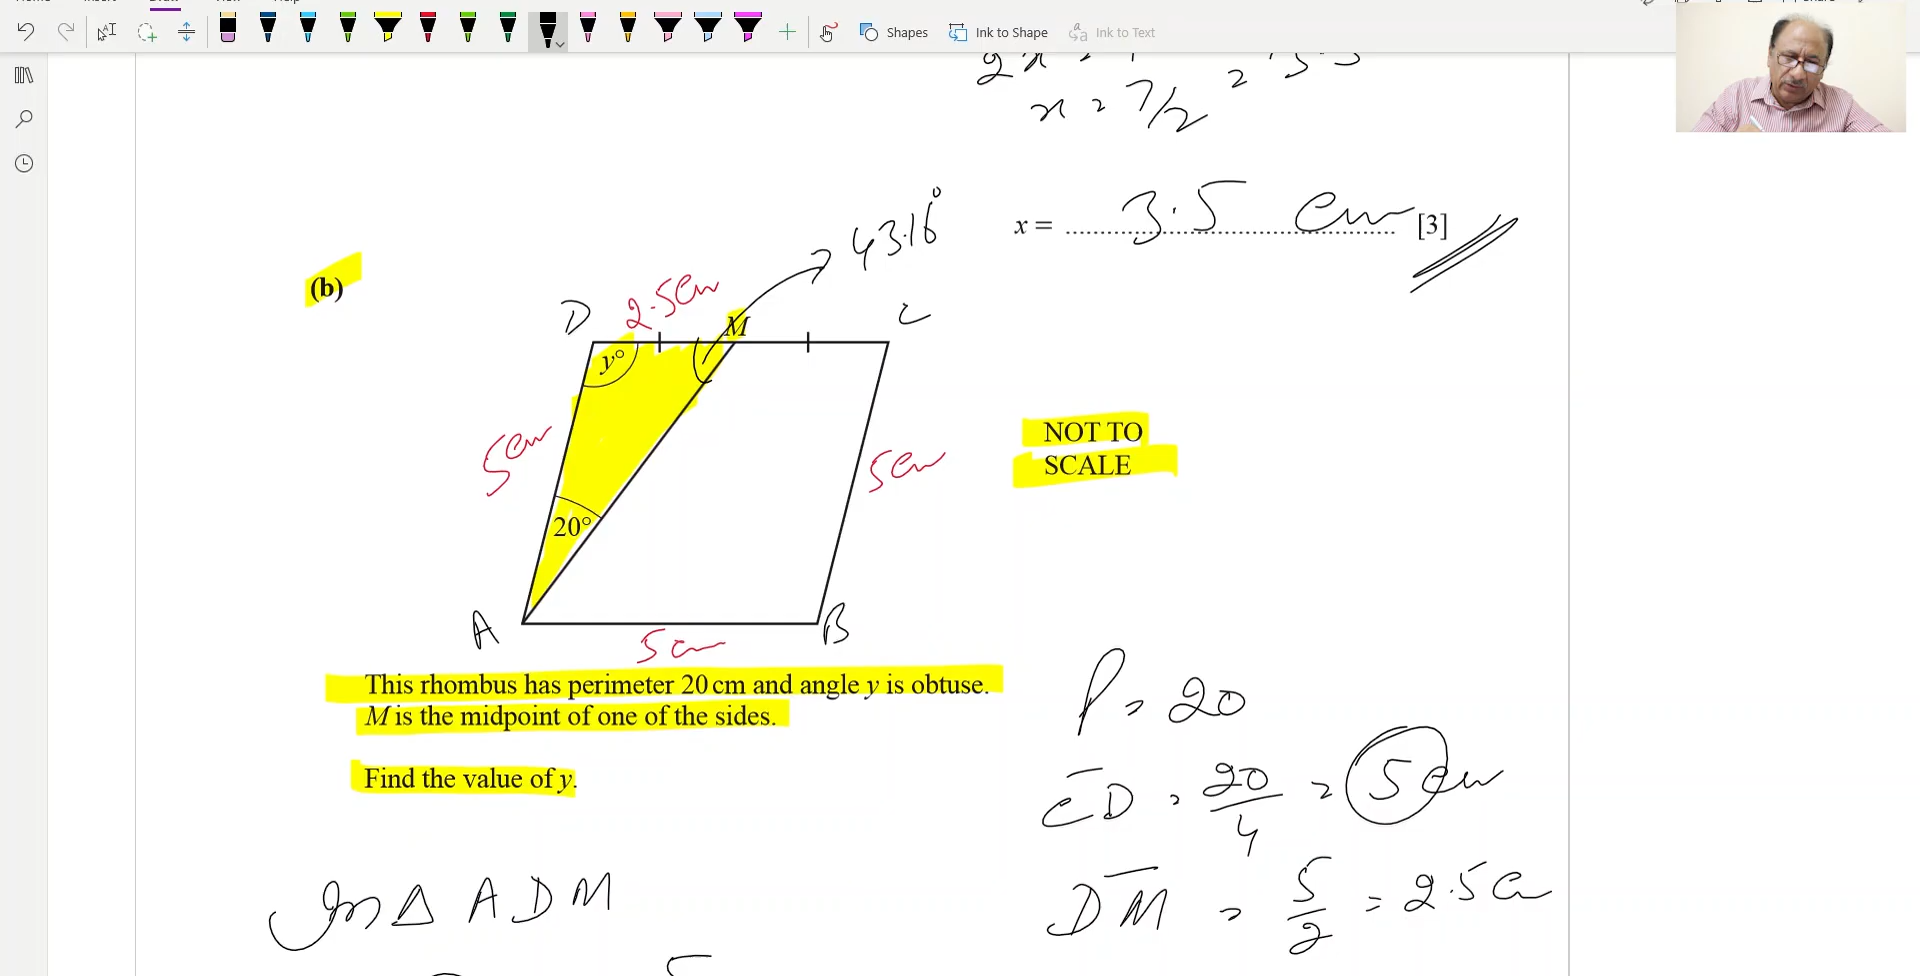 Shapes Ink to Shape Ink to Text
x = 7/2 = 3.5
x = 3.5 cm [3]
43.16°
(b)
D 2.5cm M C
y°
5cm
5cm
NOT TO
SCALE
20°
A B
5cm
This rhombus has perimeter 20 cm and angle y is obtuse.
M is the midpoint of one of the sides.
Find the value of y.
P = 20
CD = 20/4 = 5cm
In △ ADM
DM = 5/2 = 2.5cm